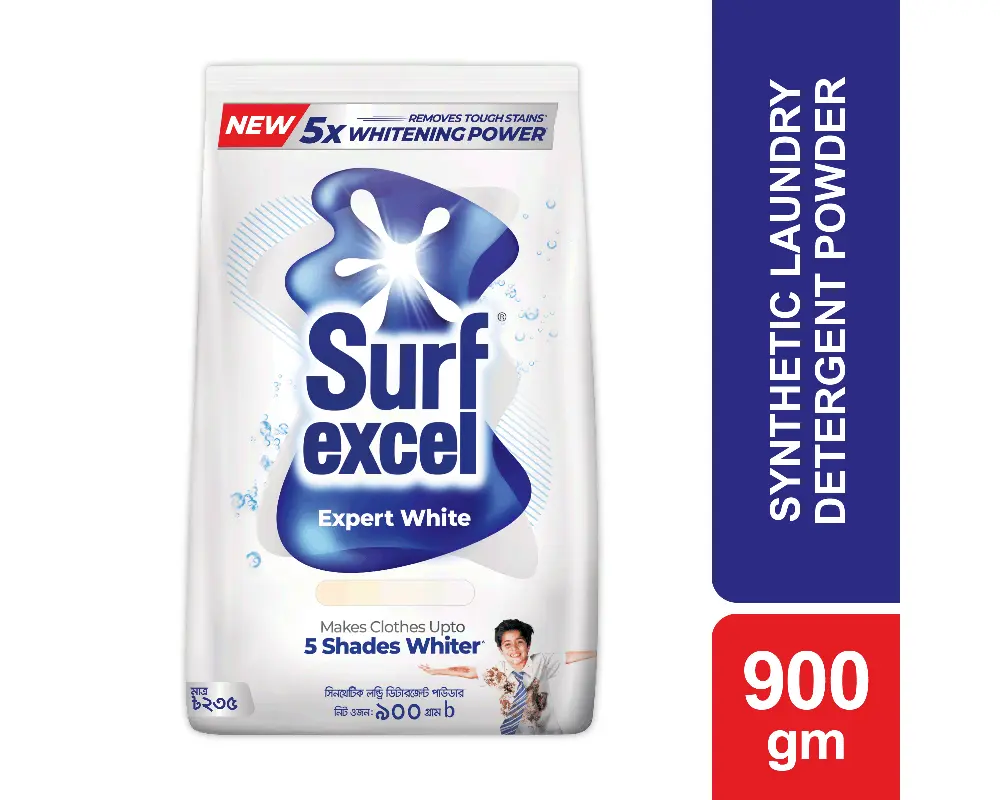 NEW
REMOVES TOUGH STAINS*
5x WHITENING POWER
Surf
excel
®
Expert White
Makes Clothes Upto
5 Shades Whiter^
মাত্র
৳২৩৫
সিনথেটিক লন্ড্রি ডিটারজেন্ট পাউডার
নিট ওজন: ৯০০ গ্রাম b
SYNTHETIC LAUNDRY
DETERGENT POWDER
900
gm